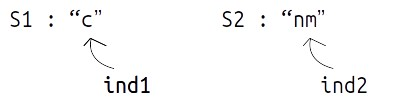 S1 : “c” S2 : “nm”
ind1 ind2